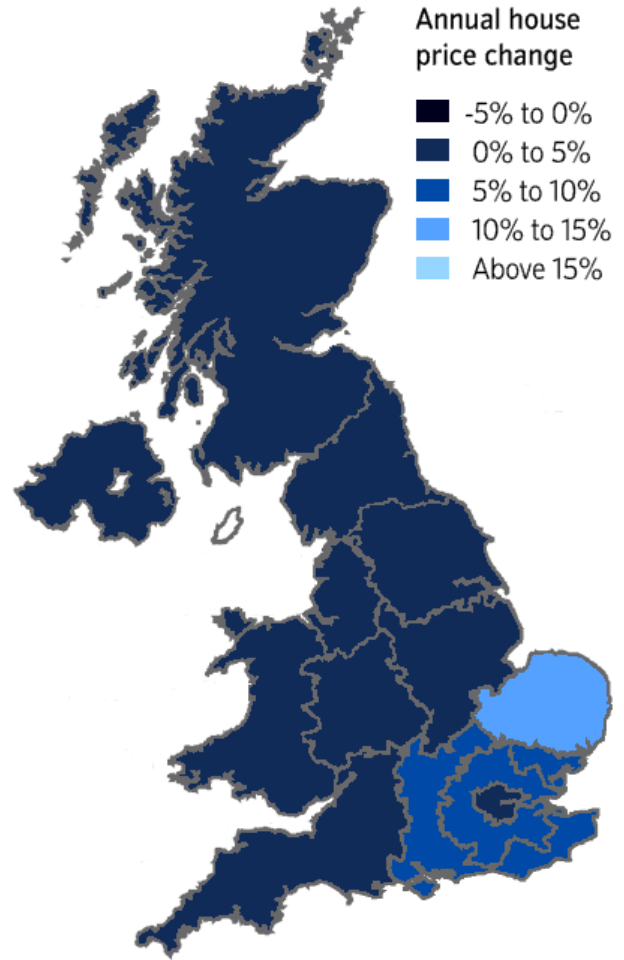 Annual house
price change
-5% to 0%
0% to 5%
5% to 10%
10% to 15%
Above 15%